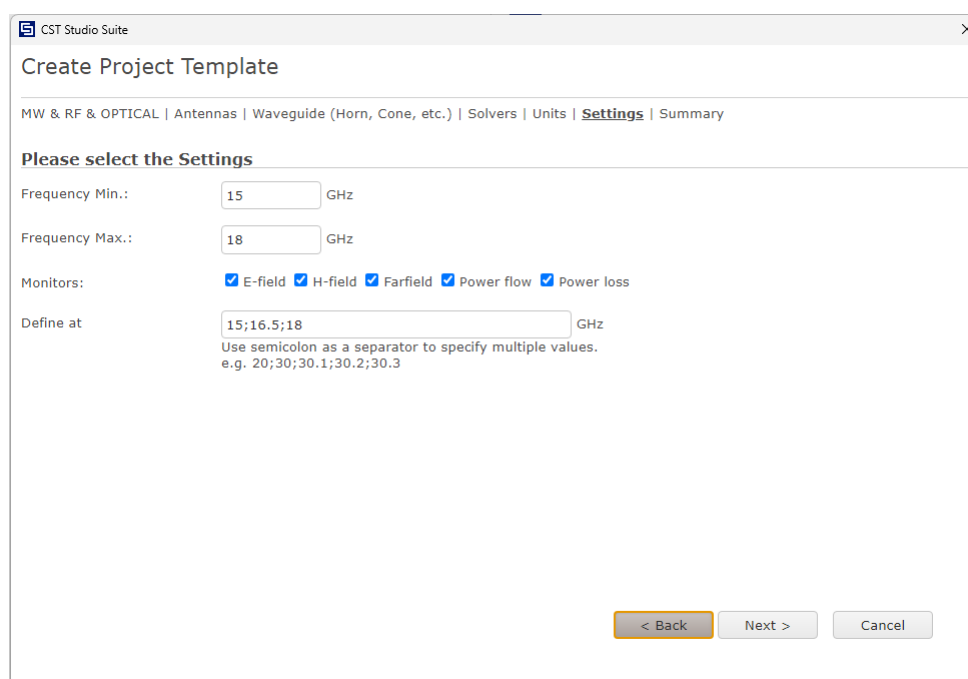 CST Studio Suite
Create Project Template
MW & RF & OPTICAL | Antennas | Waveguide (Horn, Cone, etc.) | Solvers | Units | Settings | Summary
Please select the Settings
Frequency Min.: 15 GHz
Frequency Max.: 18 GHz
Monitors: E-field H-field Farfield Power flow Power loss
Define at 15;16.5;18 GHz
Use semicolon as a separator to specify multiple values.
e.g. 20;30;30.1;30.2;30.3
< Back Next > Cancel